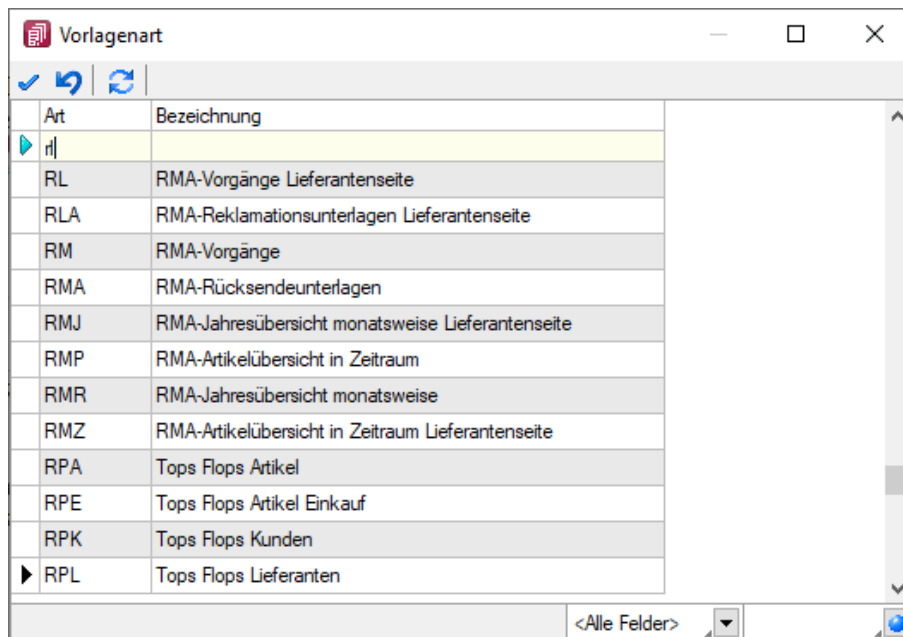 Vorlagenart
Art Bezeichnung
rl
RL RMA-Vorgänge Lieferantenseite
RLA RMA-Reklamationsunterlagen Lieferantenseite
RM RMA-Vorgänge
RMA RMA-Rücksendeunterlagen
RMJ RMA-Jahresübersicht monatsweise Lieferantenseite
RMP RMA-Artikelübersicht in Zeitraum
RMR RMA-Jahresübersicht monatsweise
RMZ RMA-Artikelübersicht in Zeitraum Lieferantenseite
RPA Tops Flops Artikel
RPE Tops Flops Artikel Einkauf
RPK Tops Flops Kunden
RPL Tops Flops Lieferanten
<Alle Felder>